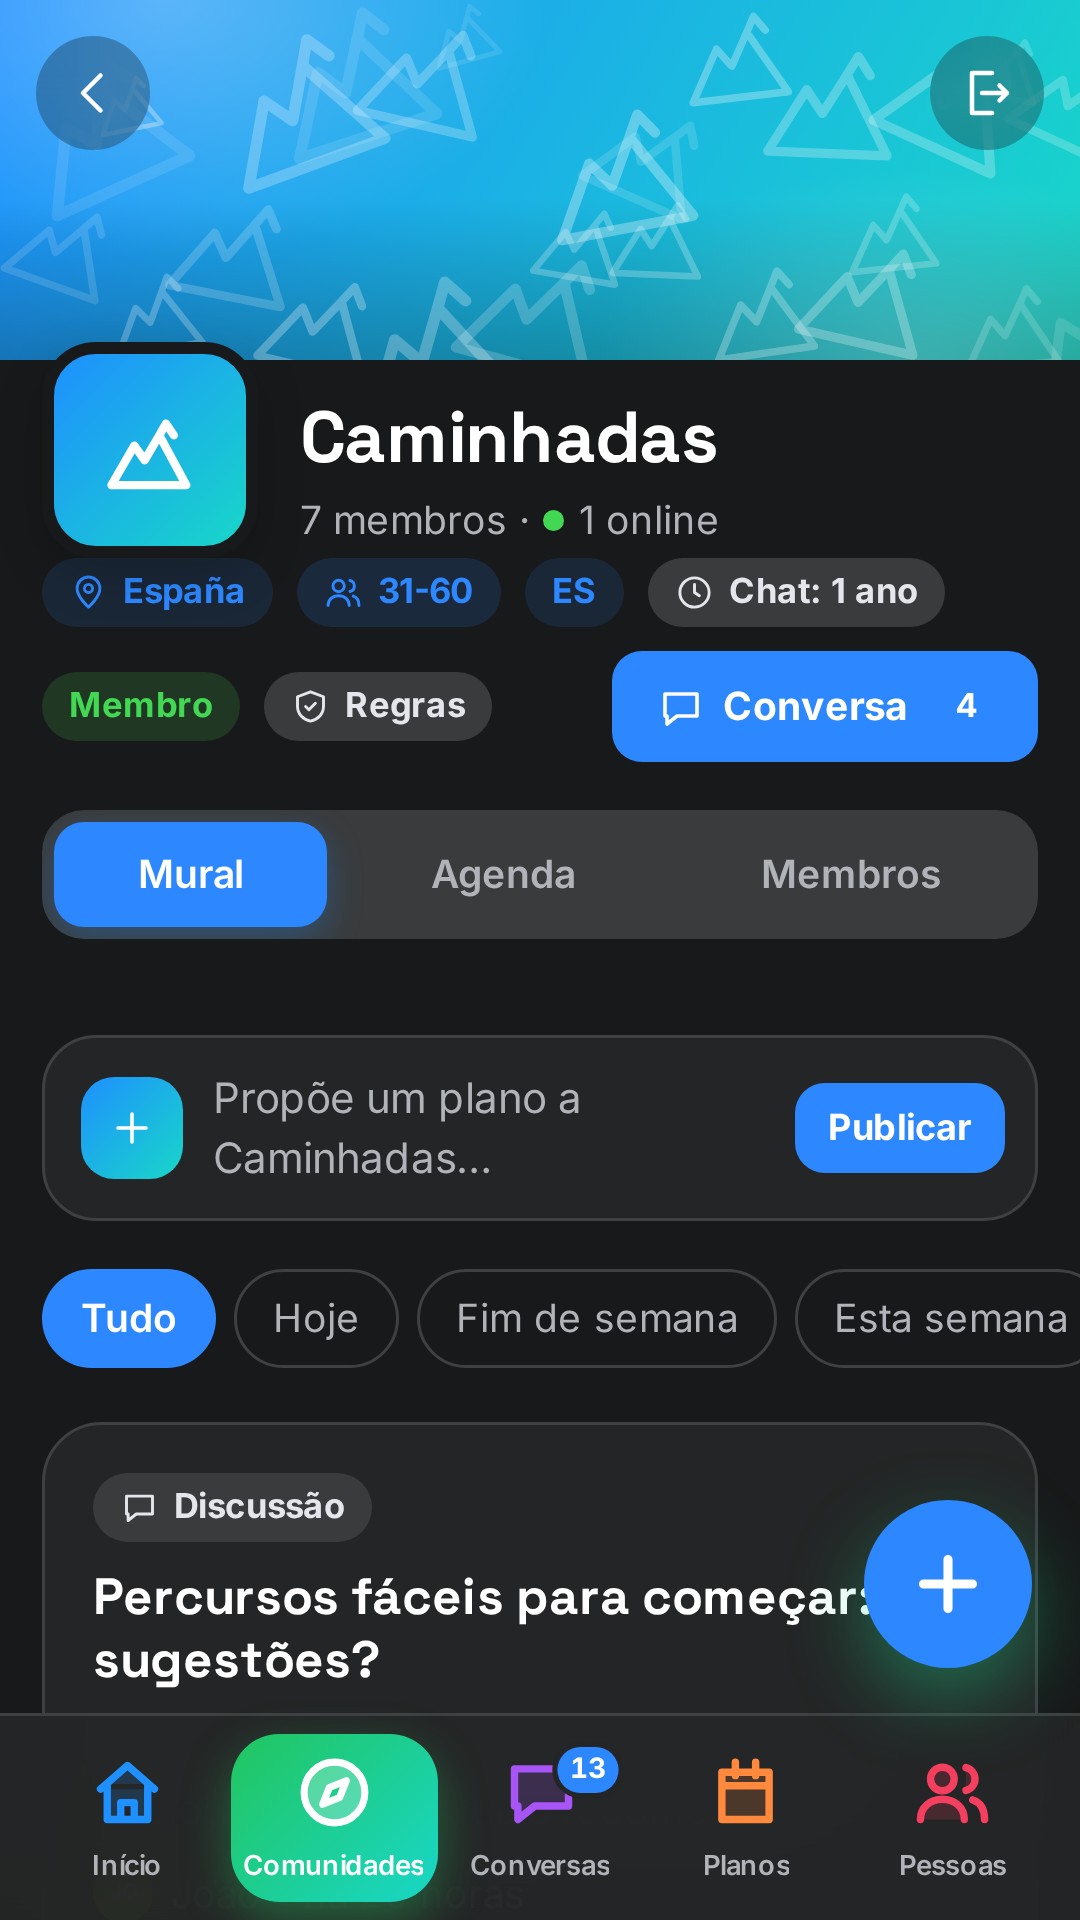 Caminhadas
7 membros · 1 online
España
31-60
ES
Chat: 1 ano
Membro
Regras
Conversa 4
Mural
Agenda
Membros
Propõe um plano a
Caminhadas...
Publicar
Tudo
Hoje
Fim de semana
Esta semana
Discussão
Percursos fáceis para começar:
sugestões?
13
Início
Comunidades
Conversas
Planos
Pessoas